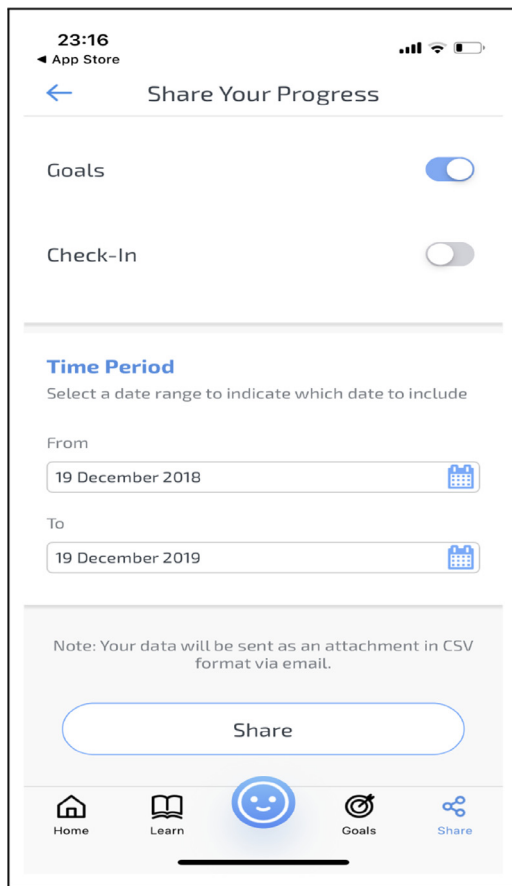 23:16
◀ App Store
Share Your Progress
Goals
Check-In
Time Period
Select a date range to indicate which date to include
From
19 December 2018
To
19 December 2019
Note: Your data will be sent as an attachment in CSV
format via email.
Share
Home
Learn
Goals
Share